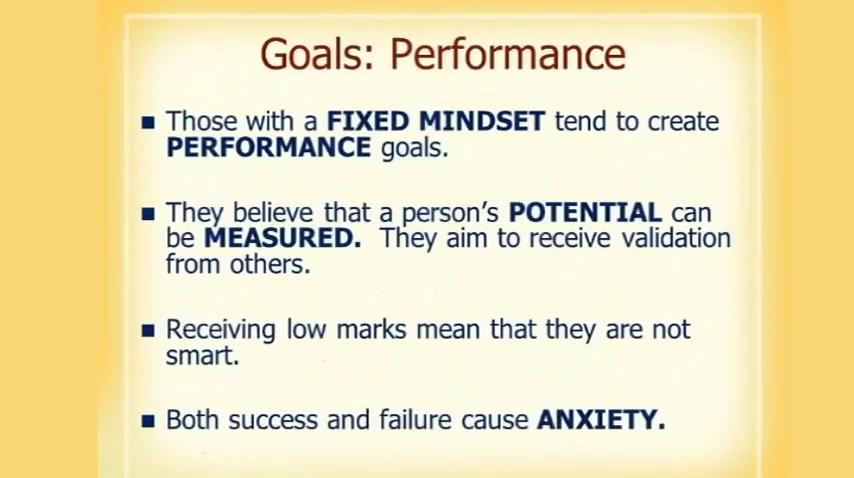 Goals: Performance
Those with a FIXED MINDSET tend to create
PERFORMANCE goals.
They believe that a person's POTENTIAL can
be MEASURED. They aim to receive validation
from others.
Receiving low marks mean that they are not
smart.
Both success and failure cause ANXIETY.